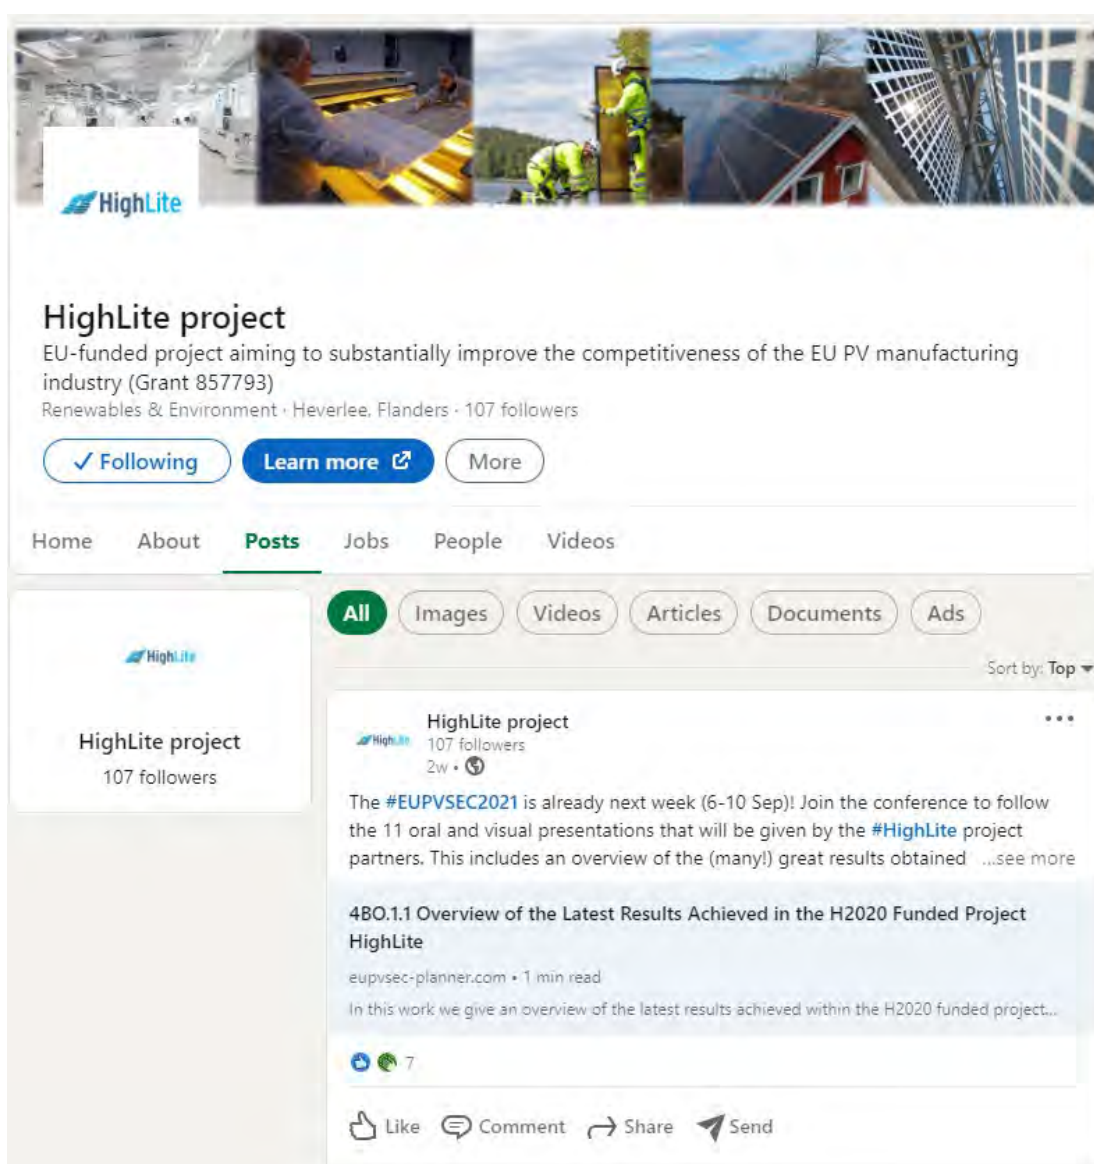 HighLite
HighLite project
EU-funded project aiming to substantially improve the competitiveness of the EU PV manufacturing
industry (Grant 857793)
Renewables & Environment · Heverlee, Flanders · 107 followers
✓ Following Learn more More
Home About Posts Jobs People Videos
All Images Videos Articles Documents Ads
Sort by: Top
HighLite
HighLite project
107 followers
HighLite
HighLite project
107 followers
2w •
The #EUPVSEC2021 is already next week (6-10 Sep)! Join the conference to follow
the 11 oral and visual presentations that will be given by the #HighLite project
partners. This includes an overview of the (many!) great results obtained ...see more
4BO.1.1 Overview of the Latest Results Achieved in the H2020 Funded Project
HighLite
eupvsec-planner.com • 1 min read
In this work we give an overview of the latest results achieved within the H2020 funded project...
7
Like Comment Share Send